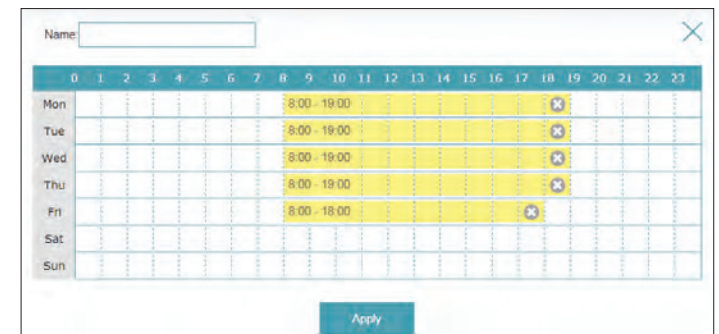 Name:
0 1 2 3 4 5 6 7 8 9 10 11 12 13 14 15 16 17 18 19 20 21 22 23
Mon 8:00 - 19:00
Tue 8:00 - 19:00
Wed 8:00 - 19:00
Thu 8:00 - 19:00
Fri 8:00 - 18:00
Sat
Sun
Apply